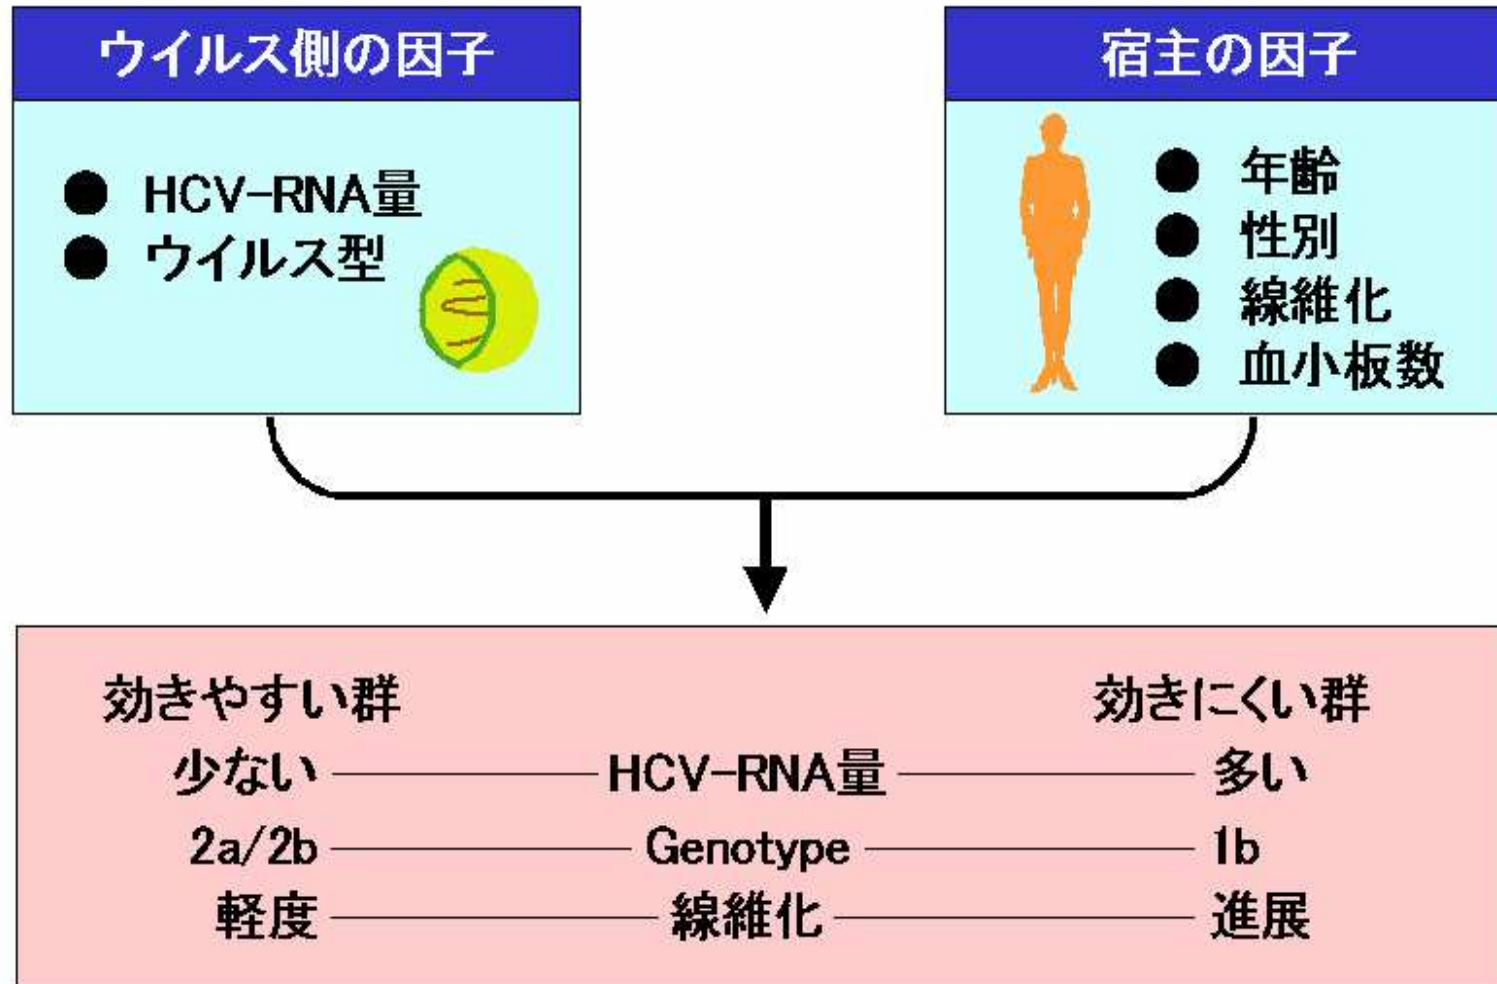 ウイルス側の因子
● HCV-RNA量
● ウイルス型
宿主の因子
● 年齢
● 性別
● 線維化
● 血小板数
効きやすい群 効きにくい群
少ない HCV-RNA量 多い
2a/2b Genotype 1b
軽度 線維化 進展